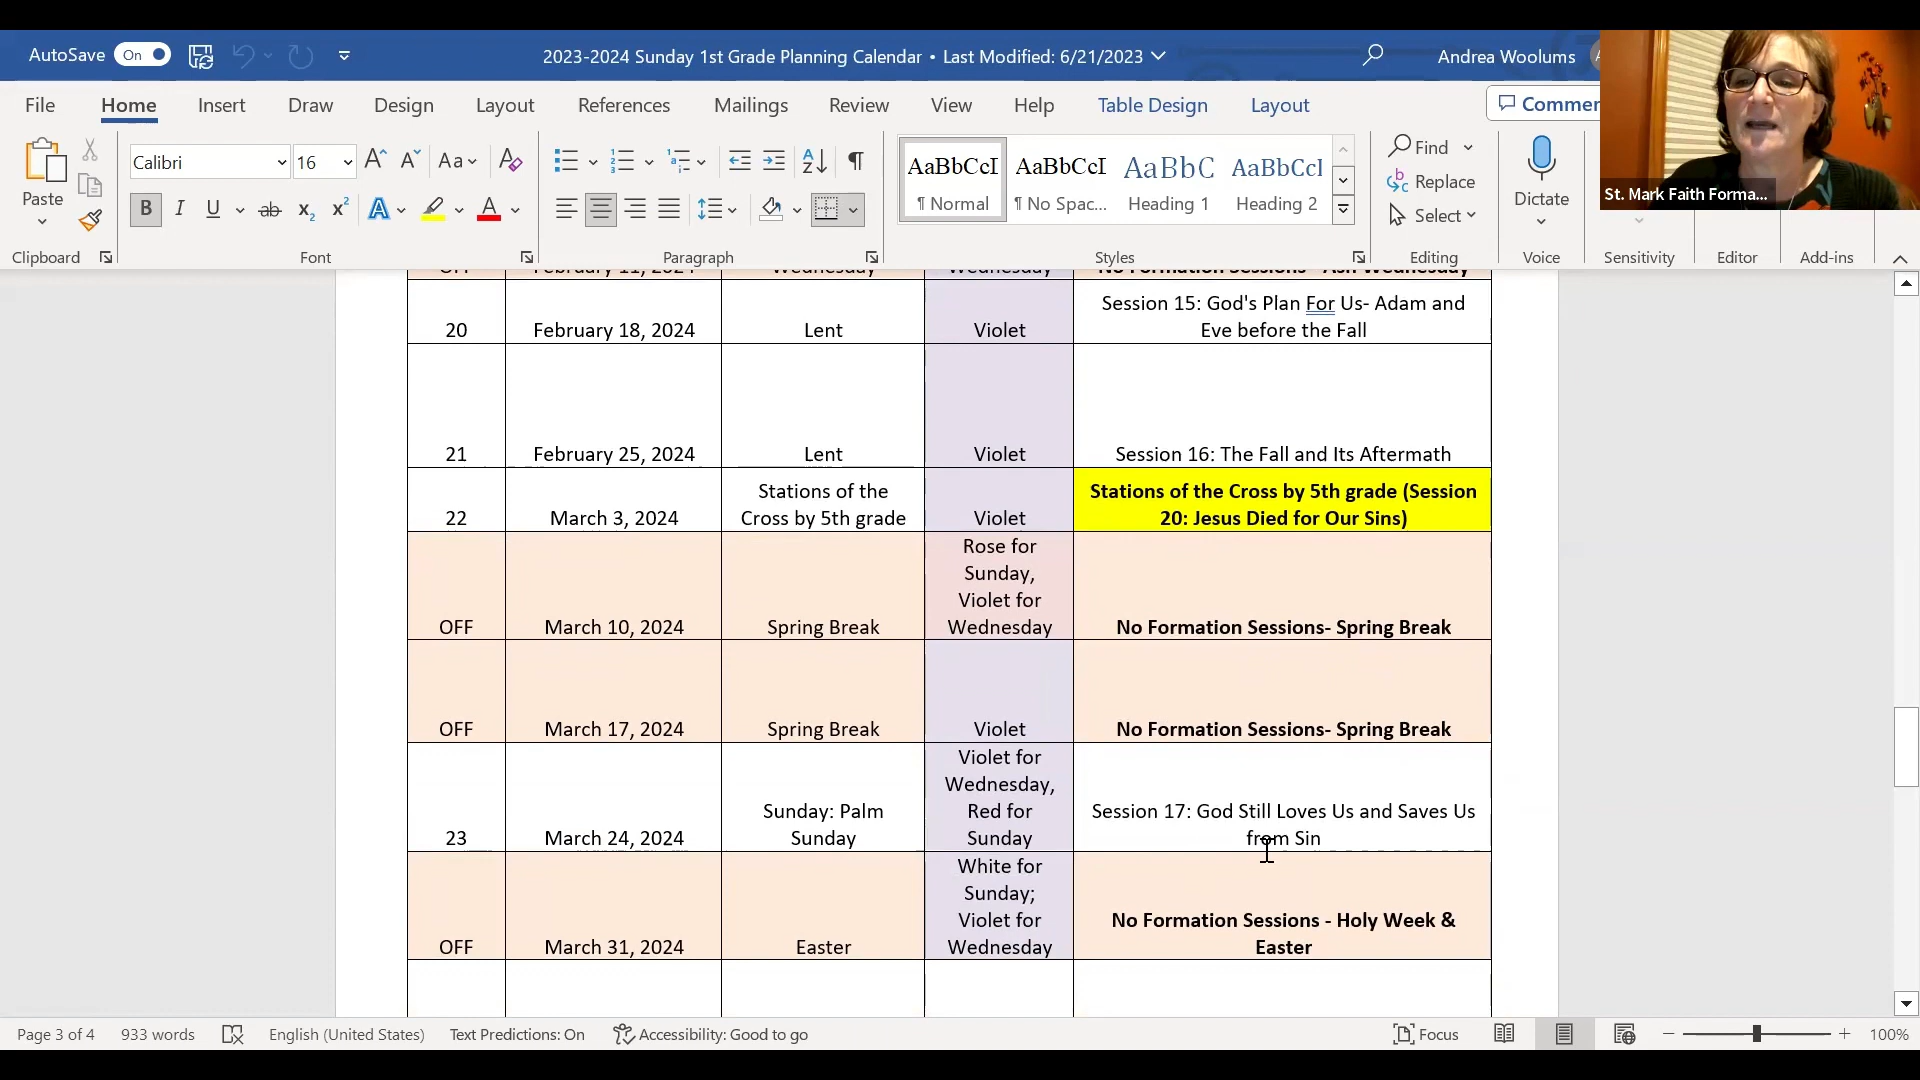 AutoSave On
2023-2024 Sunday 1st Grade Planning Calendar • Last Modified: 6/21/2023
Andrea Woolums
File Home Insert Draw Design Layout References Mailings Review View Help Table Design Layout
Calibri 16
Paste
Clipboard
Font
Paragraph
AaBbCcI AaBbCcI AaBbC AaBbCcI
¶ Normal ¶ No Spac... Heading 1 Heading 2
Styles
Find
Replace
Select
Editing
Dictate
Voice
Sensitivity
Editor
Add-ins
St. Mark Faith Forma...
20 February 18, 2024 Lent Violet Session 15: God's Plan For Us- Adam and
Eve before the Fall
21 February 25, 2024 Lent Violet Session 16: The Fall and Its Aftermath
22 March 3, 2024
Stations of the
Cross by 5th grade
Violet
Stations of the Cross by 5th grade (Session
20: Jesus Died for Our Sins)
OFF March 10, 2024 Spring Break
Rose for
Sunday,
Violet for
Wednesday
No Formation Sessions- Spring Break
OFF March 17, 2024 Spring Break Violet No Formation Sessions- Spring Break
23 March 24, 2024
Sunday: Palm
Sunday
Violet for
Wednesday,
Red for
Sunday
Session 17: God Still Loves Us and Saves Us
from Sin
OFF March 31, 2024 Easter
White for
Sunday;
Violet for
Wednesday
No Formation Sessions - Holy Week &
Easter
Page 3 of 4 933 words English (United States) Text Predictions: On Accessibility: Good to go Focus 100%